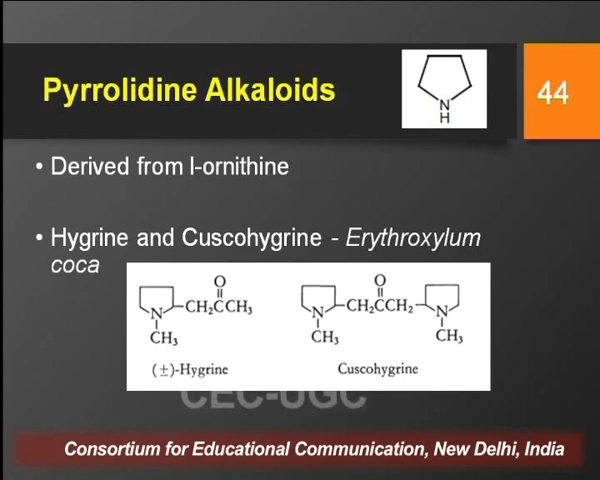 Pyrrolidine Alkaloids
N
H
44
• Derived from l-ornithine
• Hygrine and Cuscohygrine - Erythroxylum
coca
O
N CH₂CCH₃
CH₃
(±)-Hygrine
O
N CH₂CCH₂ N
CH₃ CH₃
Cuscohygrine
CEC-UGC
Consortium for Educational Communication, New Delhi, India